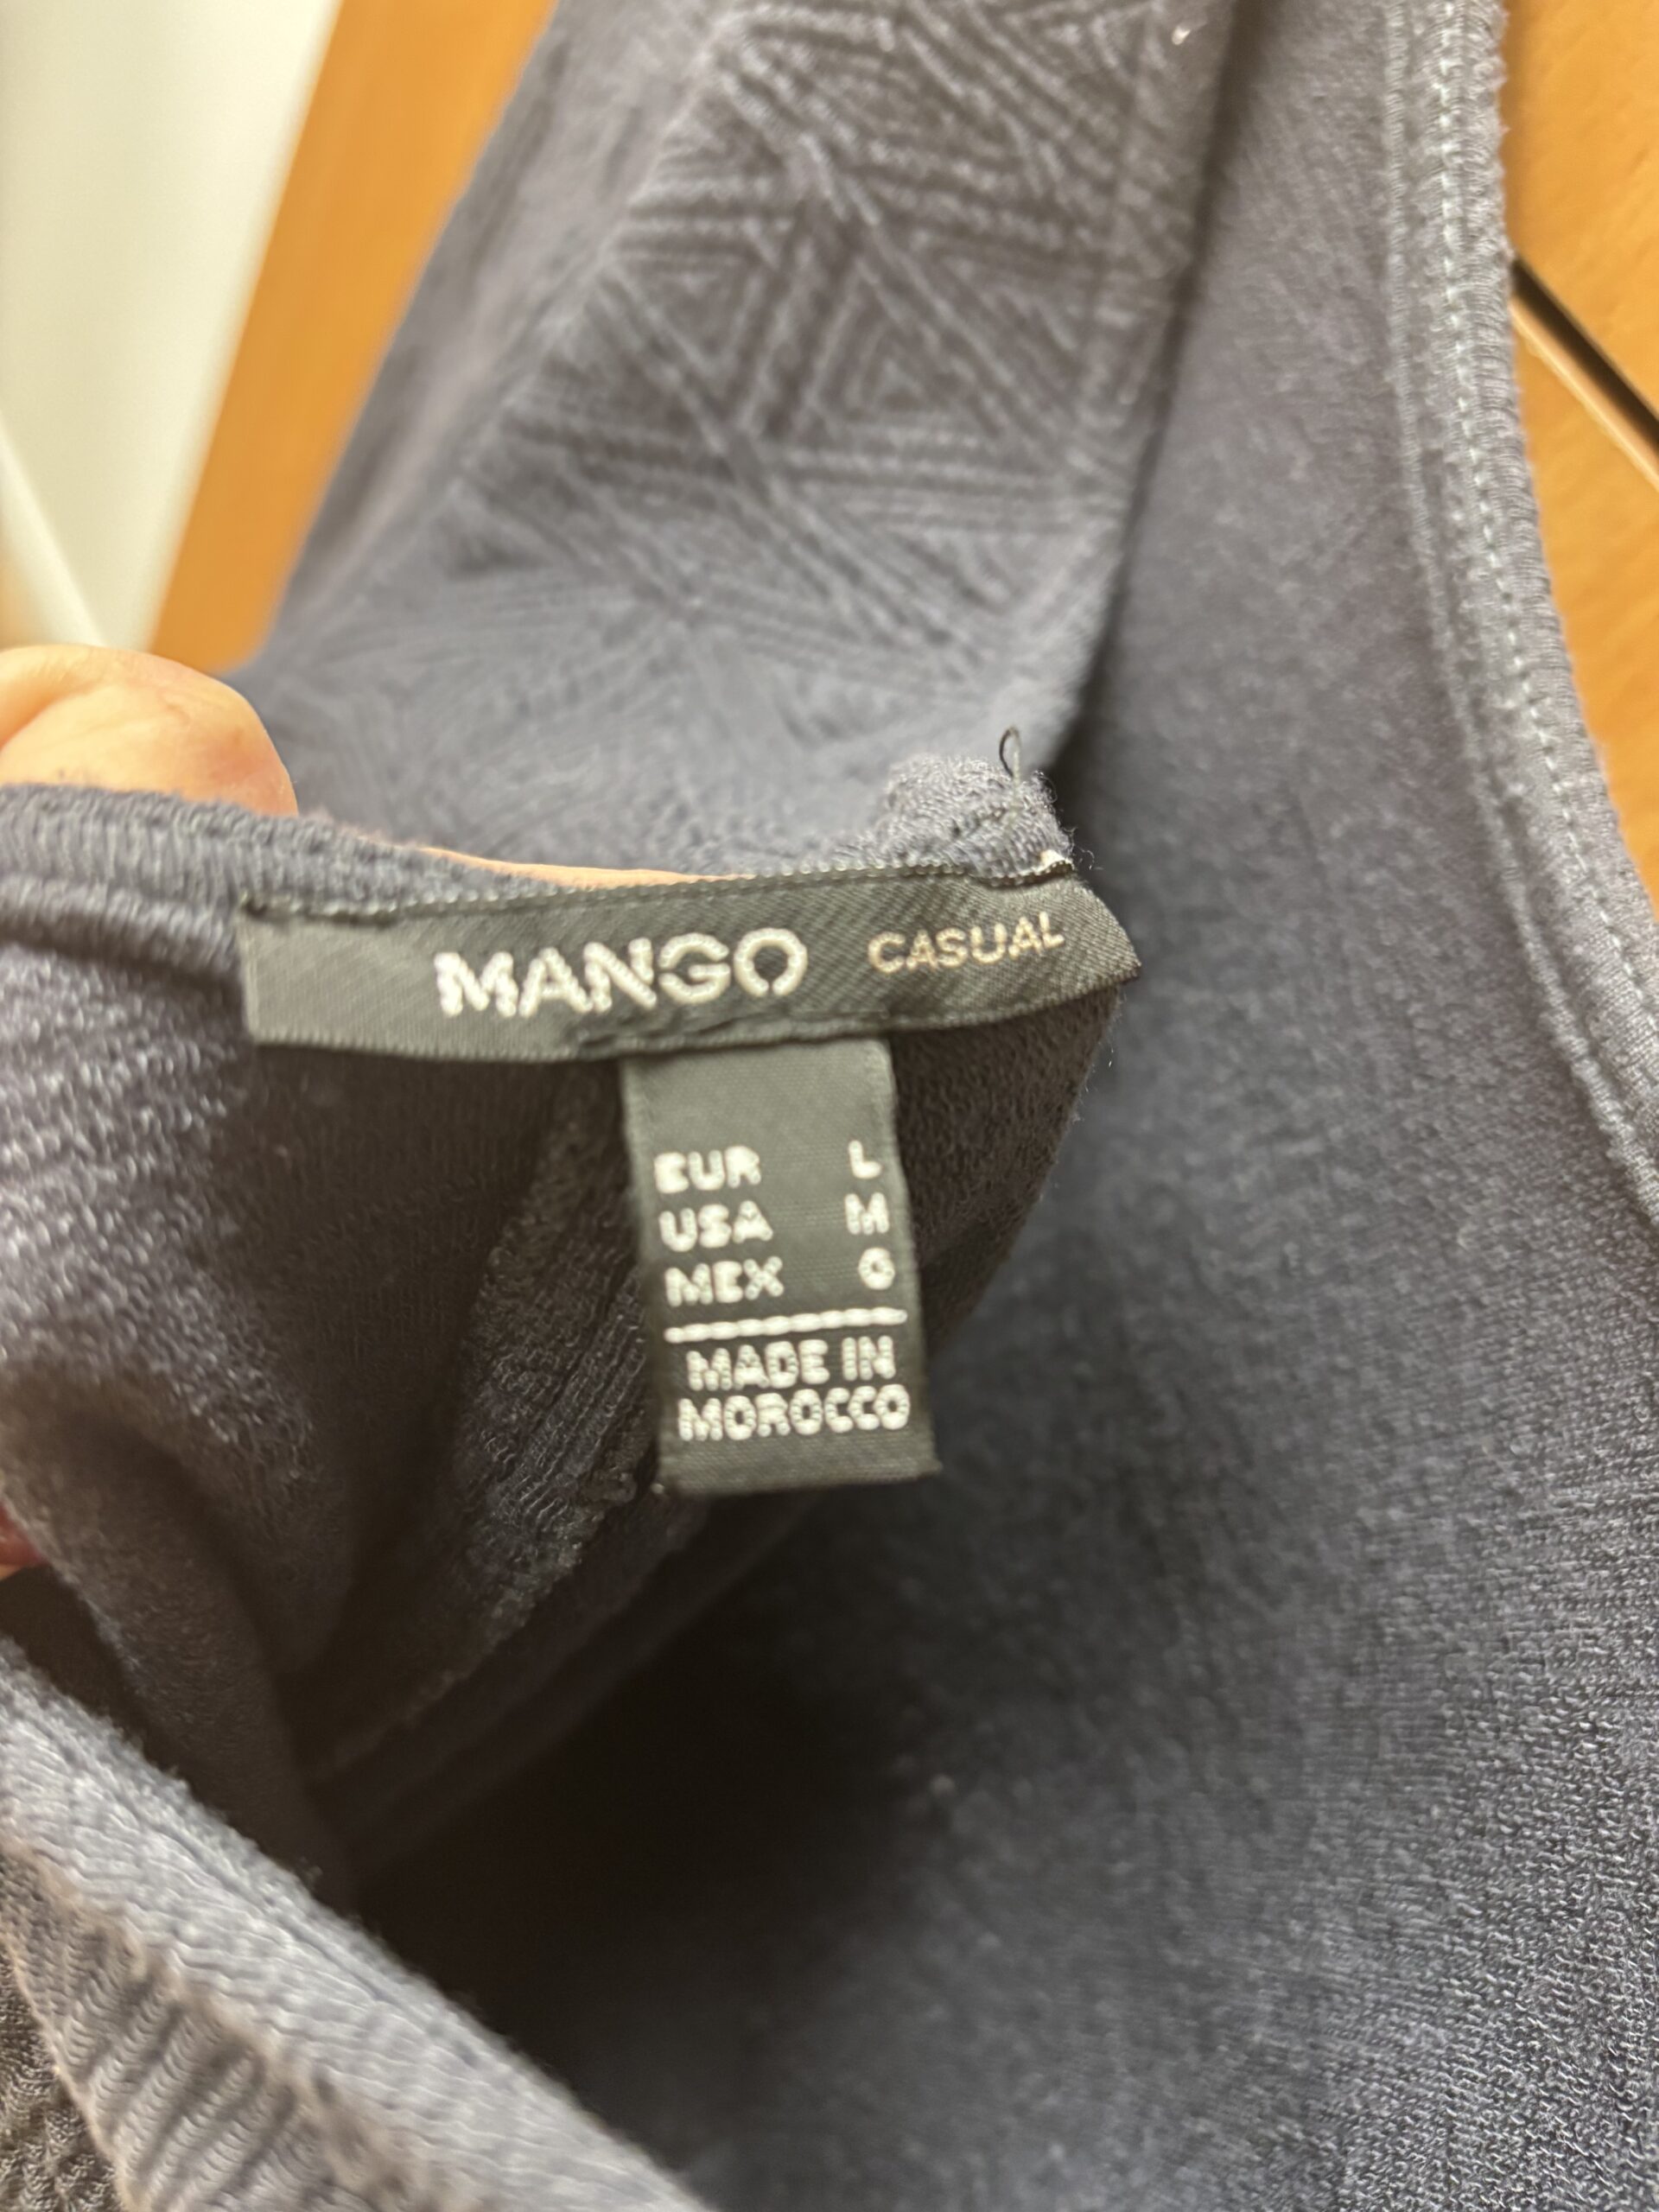 MANGO CASUAL
EUR L
USA M
MEX G
MADE IN
MOROCCO